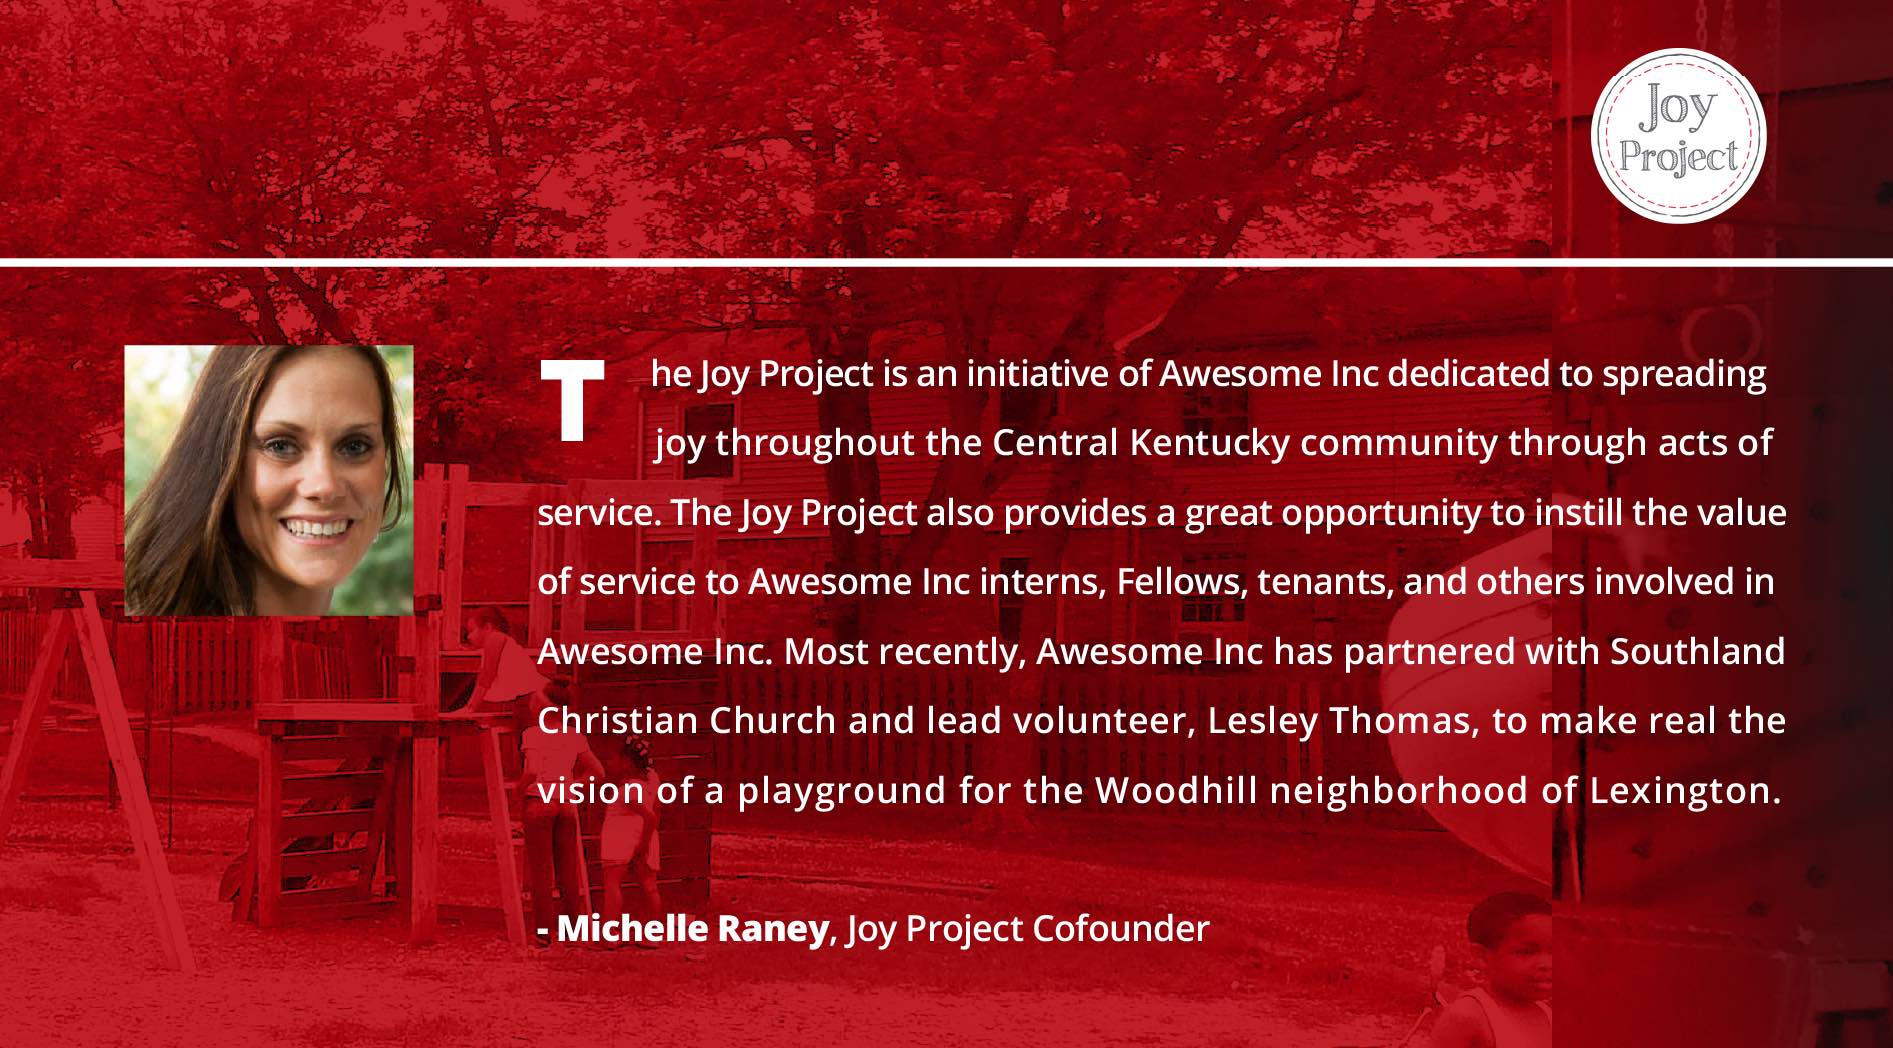 Joy
Project
The Joy Project is an initiative of Awesome Inc dedicated to spreading
joy throughout the Central Kentucky community through acts of
service. The Joy Project also provides a great opportunity to instill the value
of service to Awesome Inc interns, Fellows, tenants, and others involved in
Awesome Inc. Most recently, Awesome Inc has partnered with Southland
Christian Church and lead volunteer, Lesley Thomas, to make real the
vision of a playground for the Woodhill neighborhood of Lexington.
- Michelle Raney, Joy Project Cofounder